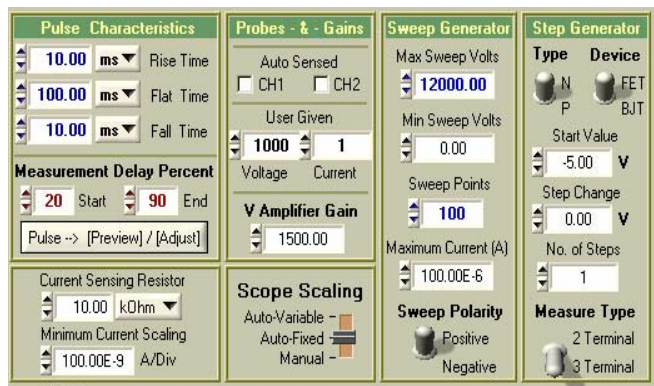 Pulse Characteristics
10.00 ms Rise Time
100.00 ms Flat Time
10.00 ms Fall Time
Measurement Delay Percent
20 Start 90 End
Pulse --> [Preview] / [Adjust]
Current Sensing Resistor
10.00 kOhm
Minimum Current Scaling
100.00E-9 A/Div
Probes - & - Gains
Auto Sensed
CH1 CH2
User Given
1000 1
Voltage Current
V Amplifier Gain
1500.00
Scope Scaling
Auto-Variable
Auto-Fixed
Manual
Sweep Generator
Max Sweep Volts
12000.00
Min Sweep Volts
0.00
Sweep Points
100
Maximum Current (A)
100.00E-6
Sweep Polarity
Positive
Negative
Step Generator
Type Device
N FET
P BJT
Start Value
-5.00 V
Step Change
0.00 V
No. of Steps
1
Measure Type
2 Terminal
3 Terminal